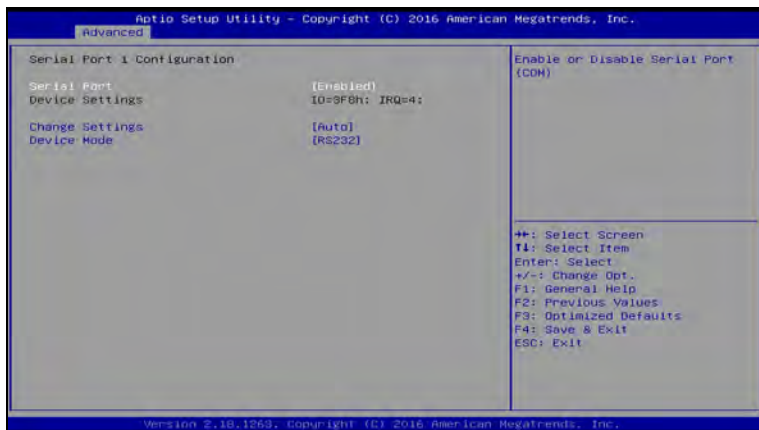 Aptio Setup Utility - Copyright (C) 2016 American Megatrends, Inc.
Advanced
Serial Port 1 Configuration
Serial Port [Enabled]
Device Settings IO=3F8h; IRQ=4;
Change Settings [Auto]
Device Mode [RS232]
Enable or Disable Serial Port
(COM)
→←: Select Screen
↑↓: Select Item
Enter: Select
+/-: Change Opt.
F1: General Help
F2: Previous Values
F3: Optimized Defaults
F4: Save & Exit
ESC: Exit
Version 2.18.1263. Copyright (C) 2016 American Megatrends, Inc.